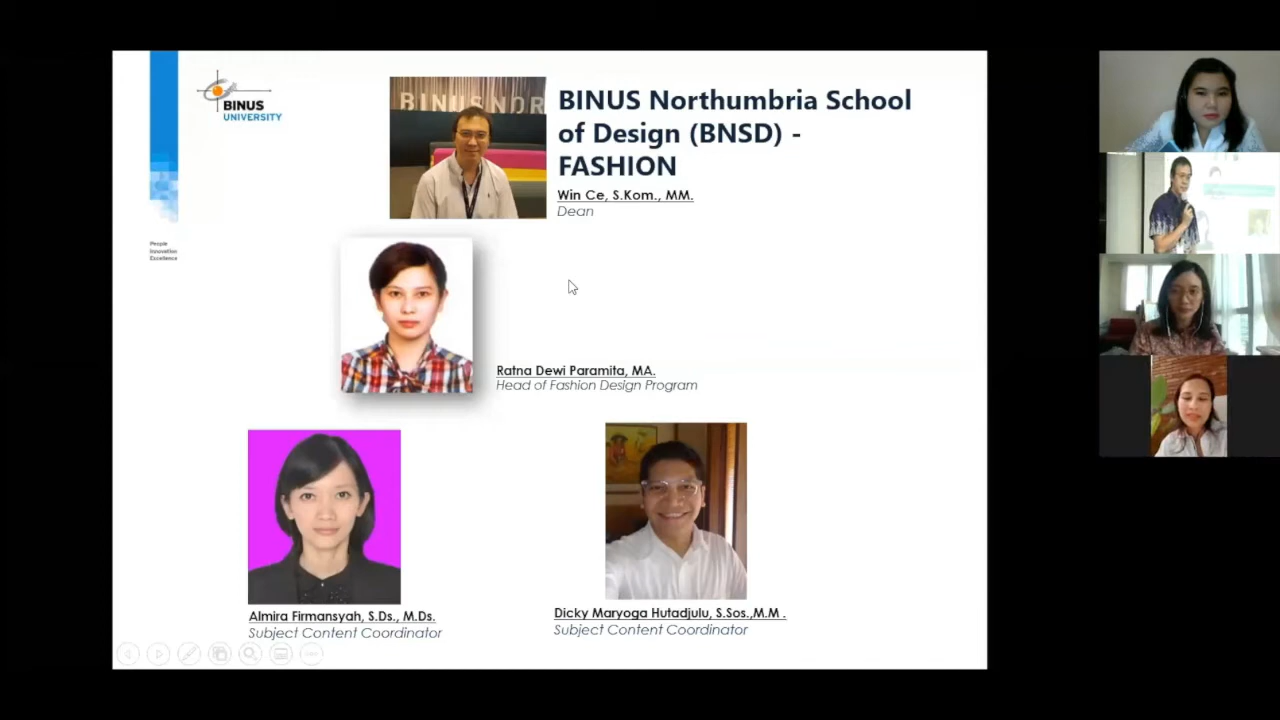 BINUS
UNIVERSITY
People
Innovation
Excellence
BINUS NOR
BINUS Northumbria School
of Design (BNSD) -
FASHION
Win Ce, S.Kom., MM.
Dean
Ratna Dewi Paramita, MA.
Head of Fashion Design Program
Almira Firmansyah, S.Ds., M.Ds.
Subject Content Coordinator
Dicky Maryoga Hutadjulu, S.Sos.,M.M .
Subject Content Coordinator